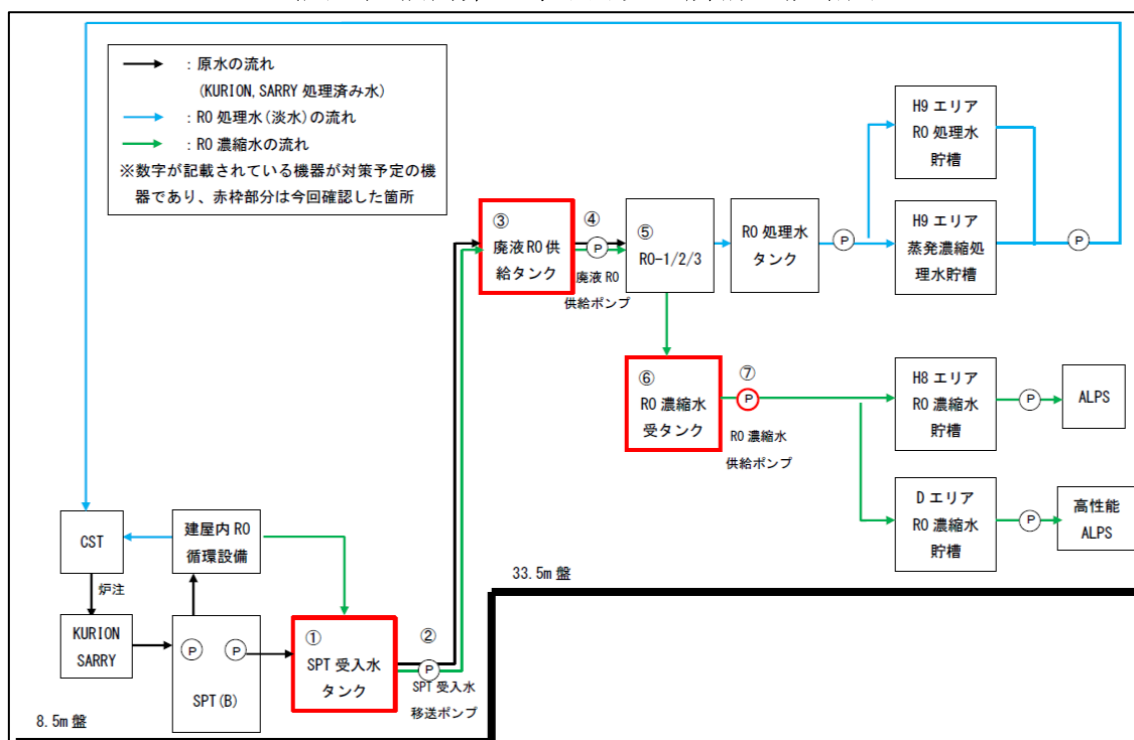 ：原水の流れ
(KURION,SARRY 処理済み水)
：RO 処理水(淡水)の流れ
：RO 濃縮水の流れ
※数字が記載されている機器が対策予定の機
器であり、赤枠部分は今回確認した箇所
H9 エリア
RO 処理水
貯槽
③
廃液 RO 供
給タンク
④
P
廃液 RO
供給ポンプ
⑤
RO-1/2/3
RO 処理水
タンク
P
H9 エリア
蒸発濃縮処
理水貯槽
P
⑥
RO 濃縮水
受タンク
⑦
P
RO 濃縮水
供給ポンプ
H8 エリア
RO 濃縮水
貯槽
P
ALPS
D エリア
RO 濃縮水
貯槽
P
高性能
ALPS
CST
建屋内 RO
循環設備
炉注
33.5m 盤
KURION
SARRY
P
P
SPT(B)
①
SPT 受入水
タンク
②
P
SPT 受入水
移送ポンプ
8.5m 盤